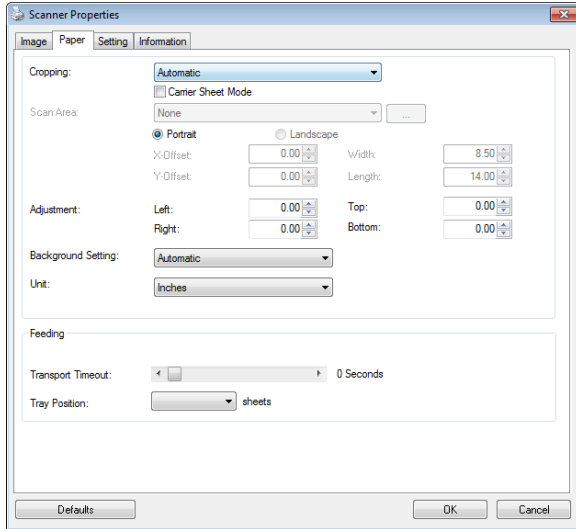 Scanner Properties
Image Paper Setting Information
Cropping: Automatic
Carrier Sheet Mode
Scan Area: None ...
Portrait Landscape
X-Offset: 0.00 Width: 8.50
Y-Offset: 0.00 Length: 14.00
Adjustment: Left: 0.00 Top: 0.00
Right: 0.00 Bottom: 0.00
Background Setting: Automatic
Unit: Inches
Feeding
Transport Timeout: 0 Seconds
Tray Position: sheets
Defaults OK Cancel